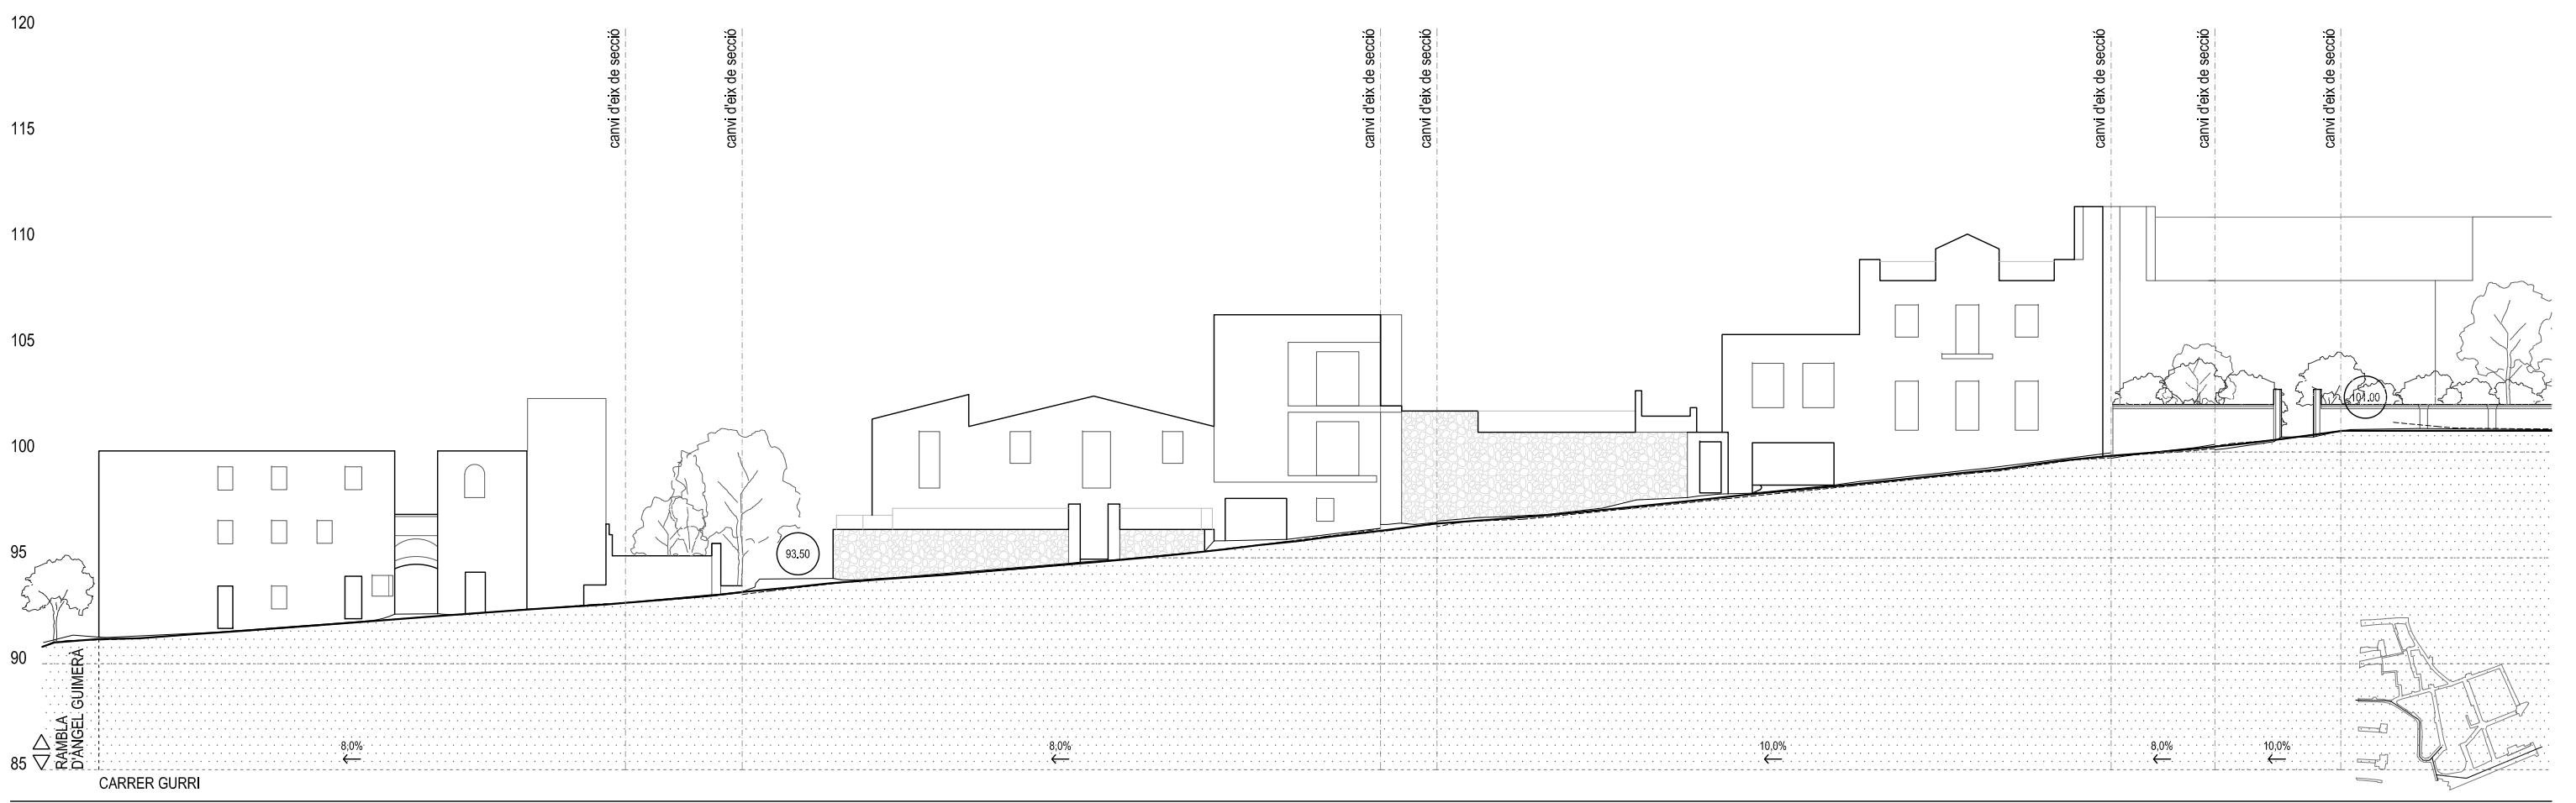 120
115
110
105
100
95
90
85
canvi d'eix de secció
canvi d'eix de secció
canvi d'eix de secció
canvi d'eix de secció
canvi d'eix de secció
canvi d'eix de secció
canvi d'eix de secció
93,50
101,00
RAMBLA
D'ÀNGEL GUIMERÀ
8,0%
8,0%
10,0%
8,0%
10,0%
CARRER GURRI